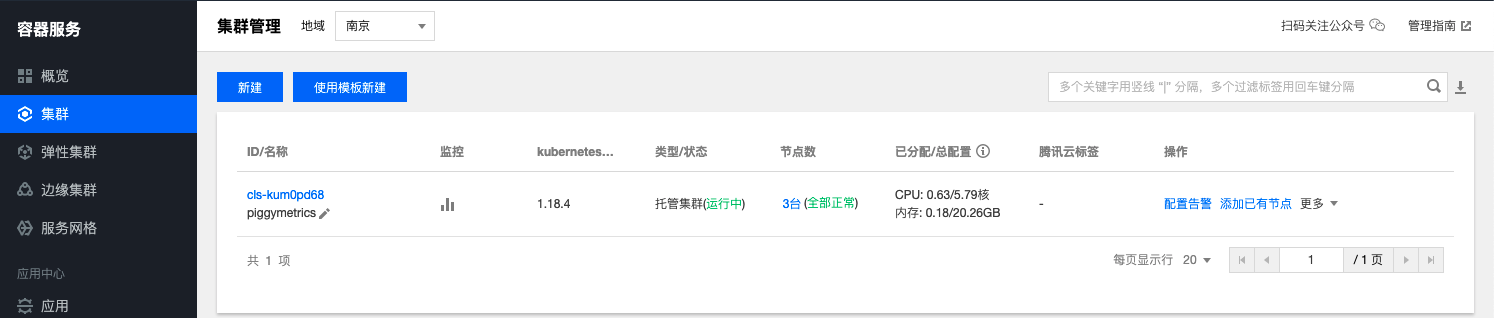 容器服务
概览
集群
弹性集群
边缘集群
服务网格
应用中心
应用
集群管理 地域 南京
扫码关注公众号 管理指南
新建 使用模板新建
多个关键字用竖线 "|" 分隔，多个过滤标签用回车键分隔
ID/名称 监控 kubernetes... 类型/状态 节点数 已分配/总配置 腾讯云标签 操作
cls-kum0pd68
piggymetrics
1.18.4 托管集群(运行中) 3台 (全部正常)
CPU: 0.63/5.79核
内存: 0.18/20.26GB
- 配置告警 添加已有节点 更多
共 1 项 每页显示行 20 1 / 1 页